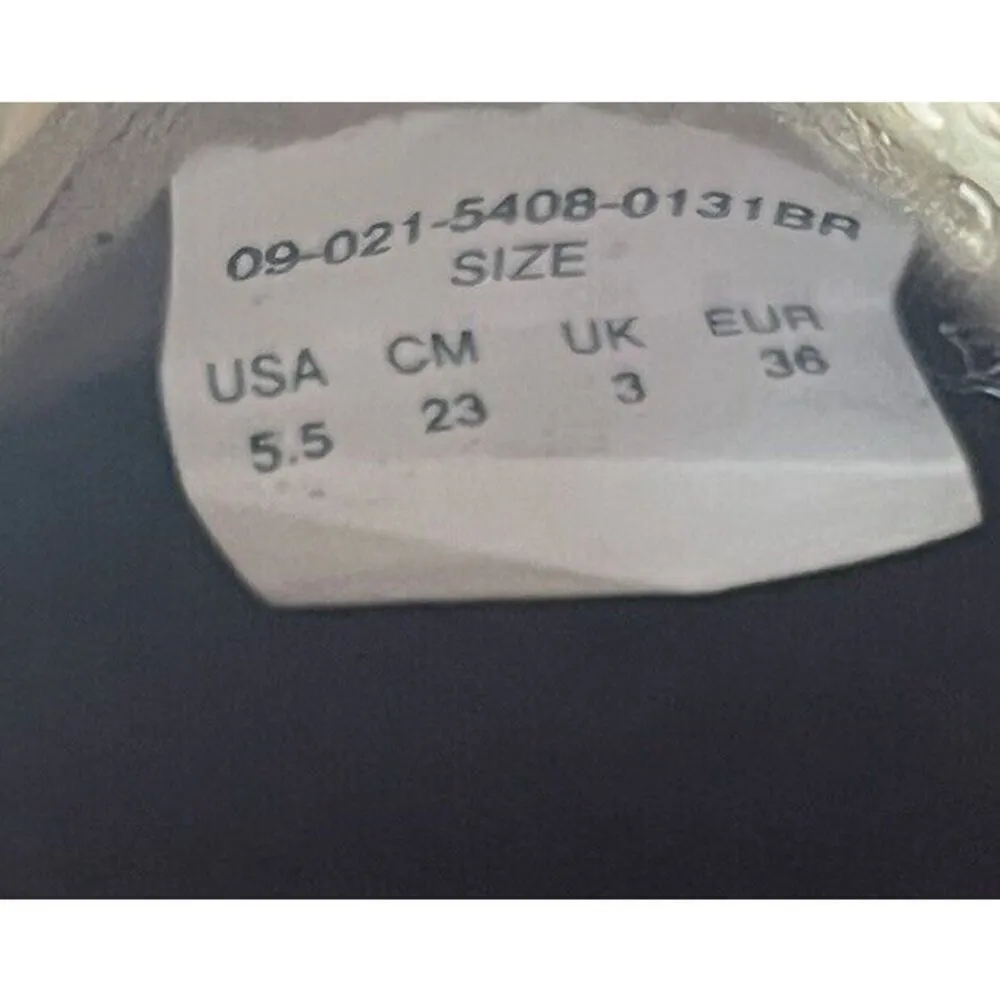 09-021-5408-0131BR
SIZE
USA CM UK EUR
5.5 23 3 36